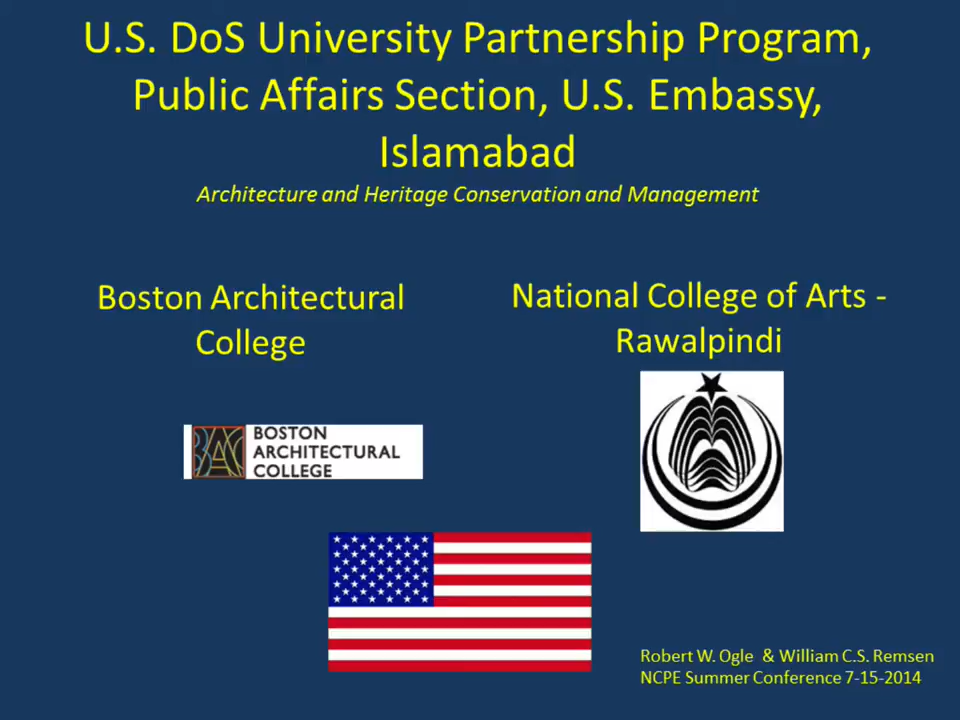 U.S. DoS University Partnership Program,
Public Affairs Section, U.S. Embassy,
Islamabad
Architecture and Heritage Conservation and Management
Boston Architectural
College
National College of Arts -
Rawalpindi
BAC
BOSTON
ARCHITECTURAL
COLLEGE
Robert W. Ogle & William C.S. Remsen
NCPE Summer Conference 7-15-2014